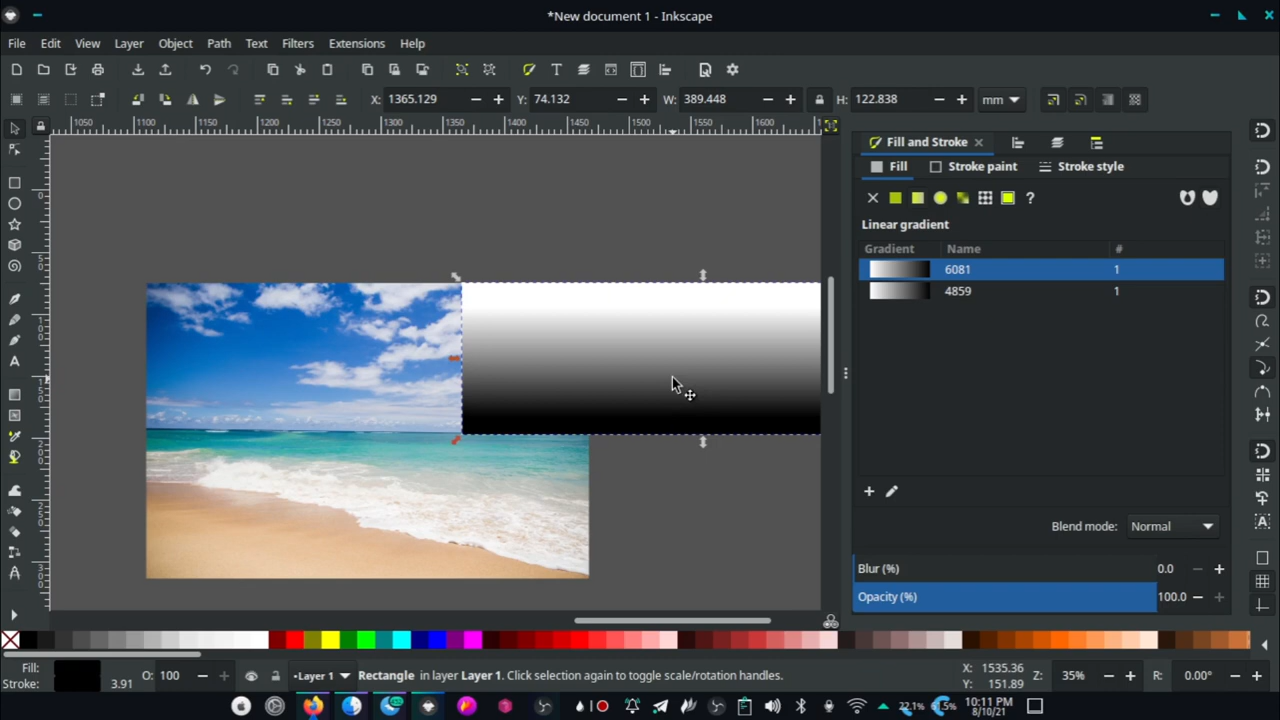 *New document 1 - Inkscape
File Edit View Layer Object Path Text Filters Extensions Help
X: 1365.129 Y: 74.132 W: 389.448 H: 122.838 mm
1050 1100 1150 1200 1250 1300 1350 1400 1450 1500 1550 1600
Fill and Stroke
Fill Stroke paint Stroke style
?
Linear gradient
Gradient Name #
6081 1
4859 1
Blend mode: Normal
Blur (%) 0.0
Opacity (%) 100.0
Fill:
Stroke: 3.91
O: 100
•Layer 1
Rectangle in layer Layer 1. Click selection again to toggle scale/rotation handles.
X: 1535.36
Y: 151.89
Z: 35%
R: 0.00°
22.1%
10:11 PM
8/10/21